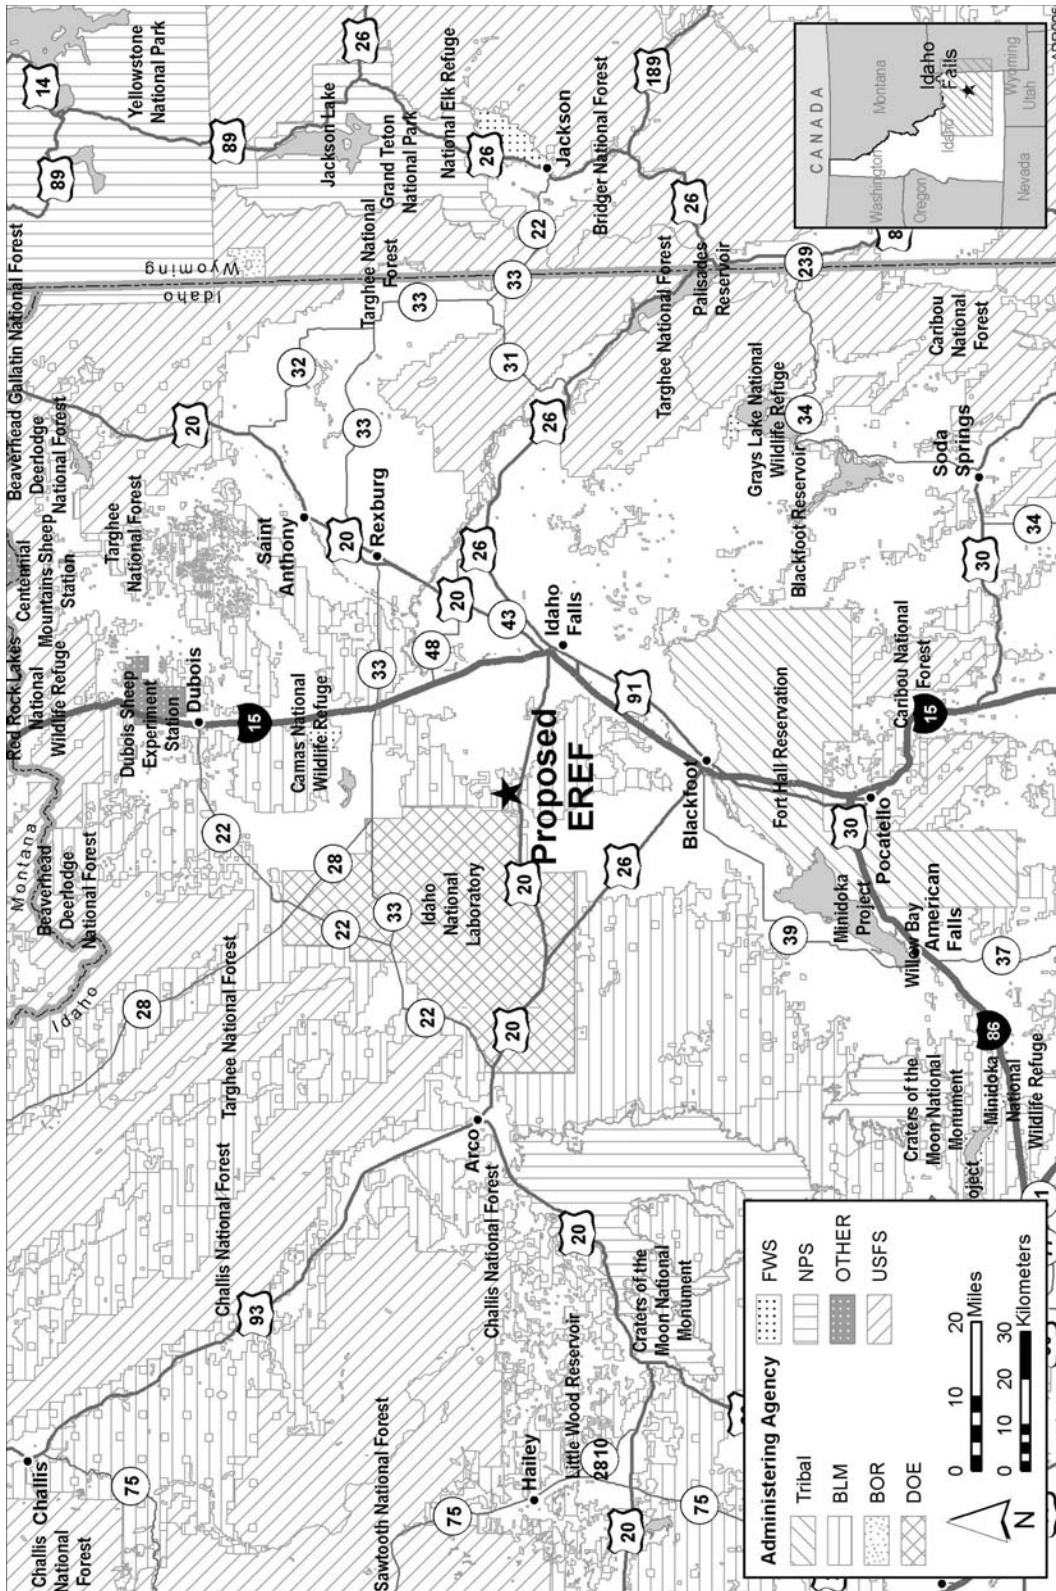 Challis
National
Forest
Challis
75
93
Challis National Forest
Targhee National Forest
28
Idaho
Montana
Beaverhead
Deerlodge
National Forest
22
28
Red Rock Lakes
National
Wildlife Refuge
Dubois Sheep
Experiment
Station
Dubois
15
Camas National
Wildlife Refuge
Centennial
Mountains Sheep
Station
Beaverhead
Deerlodge
National Forest
Gallatin National Forest
Targhee
National Forest
20
Saint
Anthony
32
Idaho
Wyoming
89
14
Yellowstone
National Park
89
26
Jackson Lake
Grand Teton
National Park
National Elk Refuge
26
Jackson
189
Bridger National Forest
26
22
33
Targhee National
Forest
33
31
33
20
Rexburg
33
48
20
43
26
26
Idaho
Falls
22
33
22
Idaho
National
Laboratory
20
20
Proposed
EREF
26
Arco
Challis National Forest
20
Craters of the
Moon National
Monument
Sawtooth National Forest
75
Hailey
Little Wood Reservoir
2810
75
20
91
Blackfoot
Fort Hall Reservation
39
Minidoka
Project
30
Pocatello
Willow Bay
American
Falls
37
86
Craters of the
Moon National
Monument
Minidoka
National
Wildlife Refuge
oject
Caribou National
Forest
15
Targhee National Forest
Palisades
Reservoir
239
Grays Lake National
Wildlife Refuge
34
Blackfoot Reservoir
Caribou
National
Forest
Soda
Springs
30
34
Administering Agency
Tribal
BLM
BOR
DOE
FWS
NPS
OTHER
USFS
0 10 20
Miles
0 10 20 30
Kilometers
N
CANADA
Washington
Montana
Oregon
Idaho
Idaho
Falls
Wyoming
Nevada
Utah